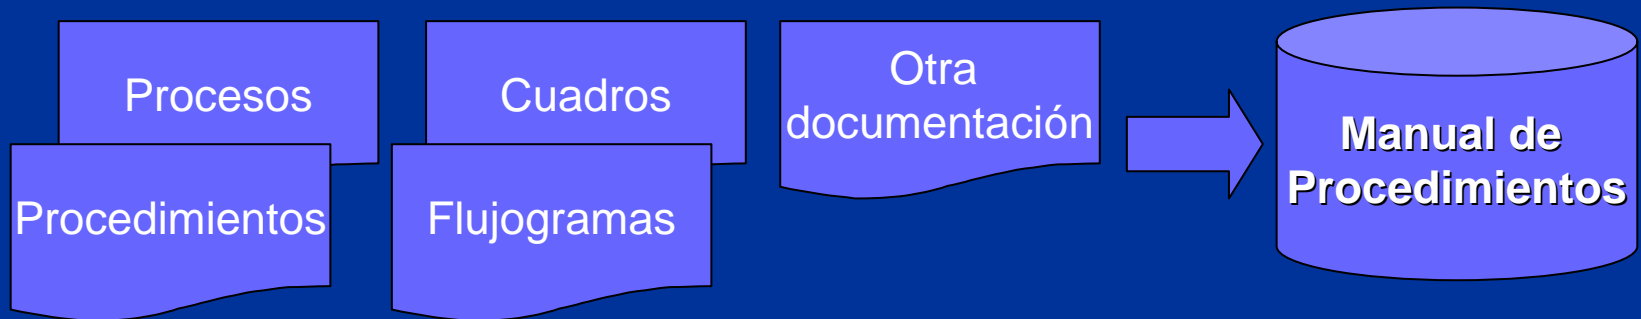 Procesos
Procedimientos
Cuadros
Flujogramas
Otra
documentación
Manual de
Procedimientos